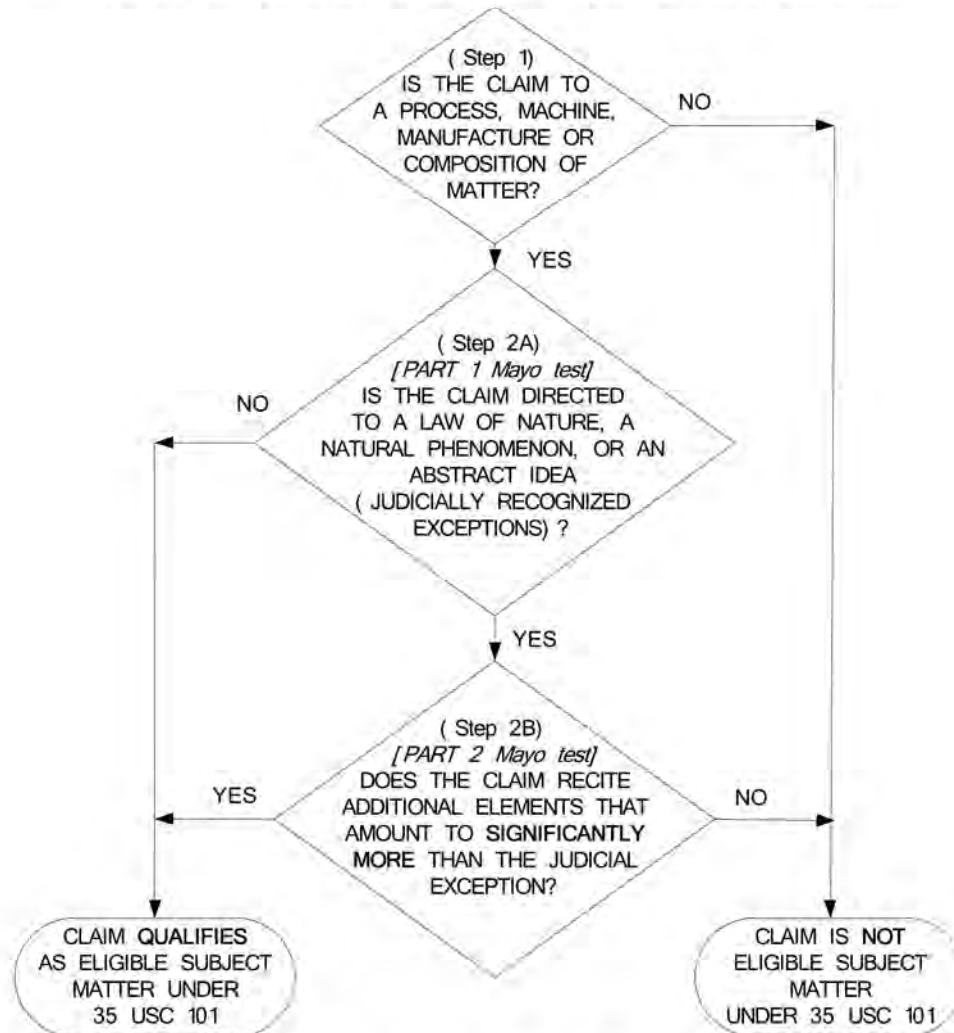 ( Step 1)
IS THE CLAIM TO
A PROCESS, MACHINE,
MANUFACTURE OR
COMPOSITION OF
MATTER?
NO
YES
( Step 2A)
[PART 1 Mayo test]
IS THE CLAIM DIRECTED
TO A LAW OF NATURE, A
NATURAL PHENOMENON, OR AN
ABSTRACT IDEA
( JUDICIALLY RECOGNIZED
EXCEPTIONS) ?
NO
YES
( Step 2B)
[PART 2 Mayo test]
DOES THE CLAIM RECITE
ADDITIONAL ELEMENTS THAT
AMOUNT TO SIGNIFICANTLY
MORE THAN THE JUDICIAL
EXCEPTION?
YES
NO
CLAIM QUALIFIES
AS ELIGIBLE SUBJECT
MATTER UNDER
35 USC 101
CLAIM IS NOT
ELIGIBLE SUBJECT
MATTER
UNDER 35 USC 101